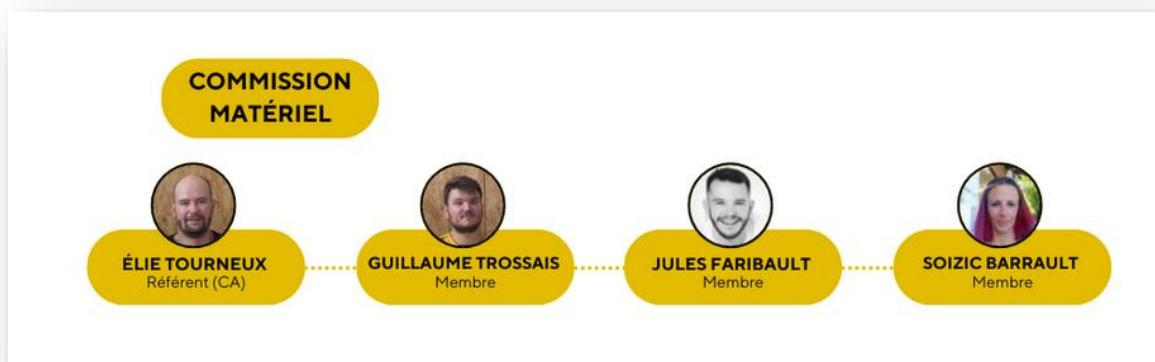 COMMISSION
MATÉRIEL
ÉLIE TOURNEUX
Référent (CA)
GUILLAUME TROSSAIS
Membre
JULES FARIBAULT
Membre
SOIZIC BARRAULT
Membre